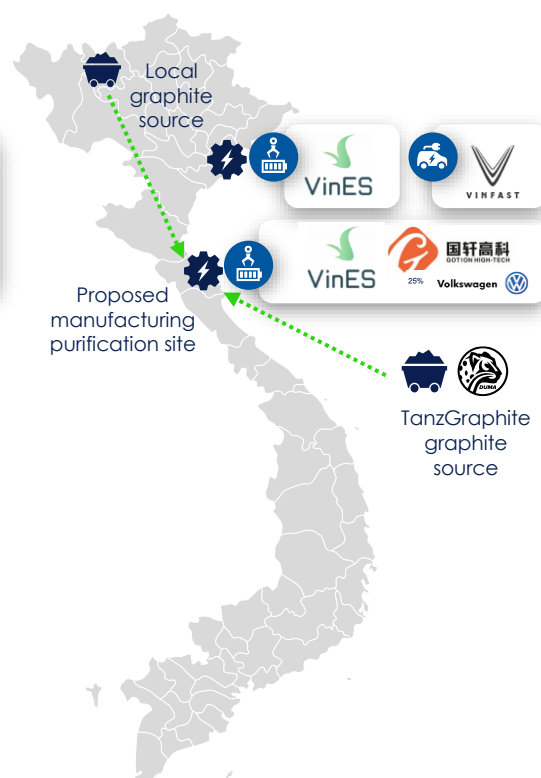 Local
graphite
source
VinES
VINFAST
VinES
国轩高科
GOTION HIGH-TECH
25%
Volkswagen
Proposed
manufacturing
purification site
DUMA
TanzGraphite
graphite
source